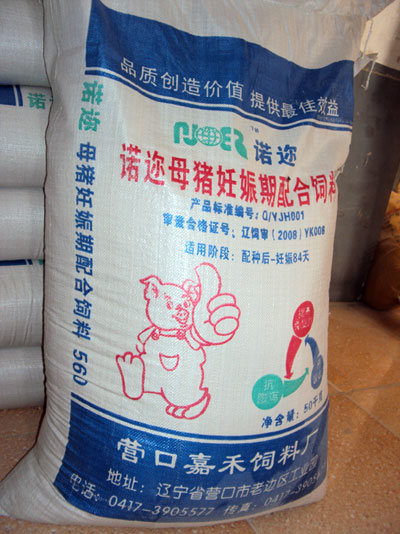 品质创造价值 提供最佳效益
NUOER™ 诺迩
诺迩母猪妊娠期配合饲料
产品标准编号：Q/YJH001
审查合格证号：辽饲审（2008）YK008
适用阶段：配种后-妊娠84天
净含量：50千克
营口嘉禾饲料厂
地址：辽宁省营口市老边区工业园
电话：0417-3905577 传真：0417-3905
诺迩 母猪妊娠期配合饲料 560